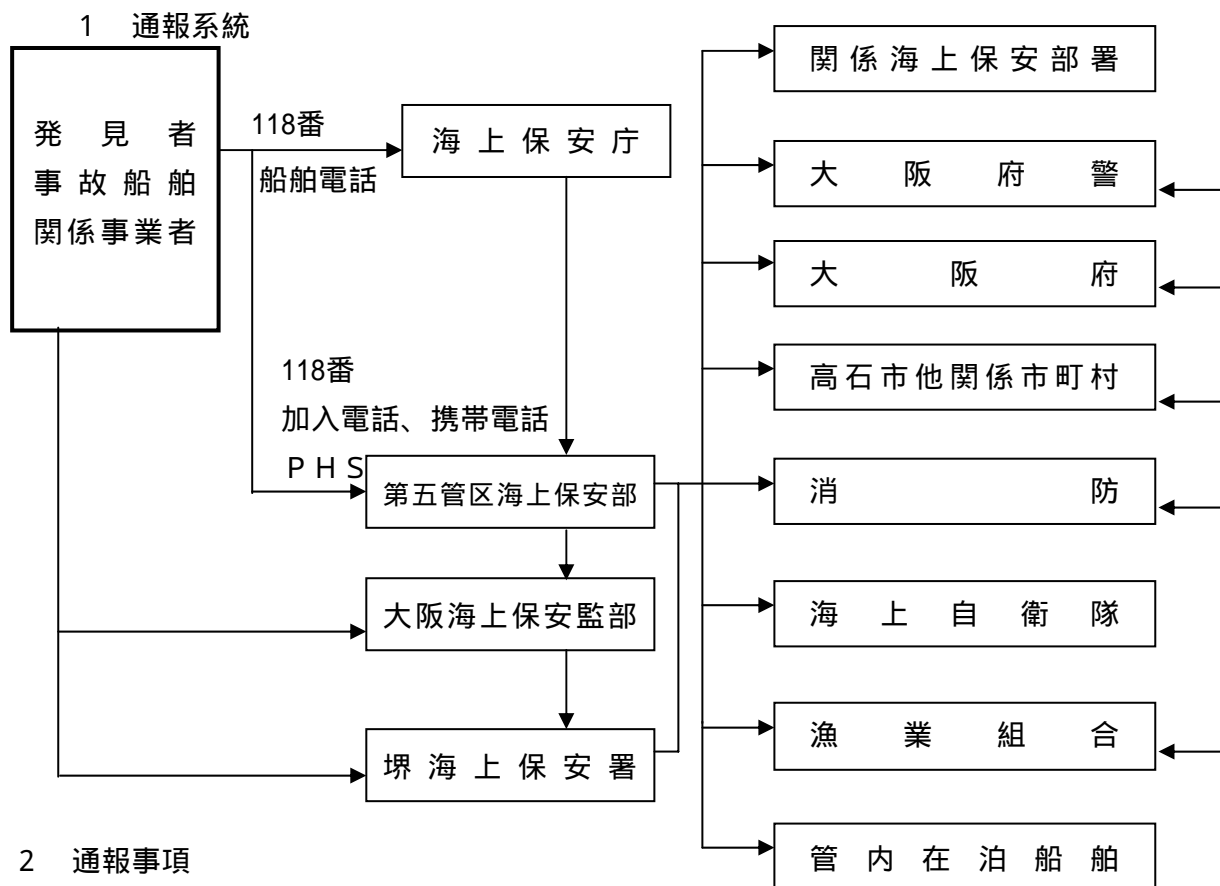 1 通報系統
発見者
事故船舶
関係事業者
118番
船舶電話
海上保安庁
118番
加入電話、携帯電話
PHS
第五管区海上保安部
大阪海上保安監部
堺海上保安署
関係海上保安部署
大阪府警
大阪府
高石市他関係市町村
消防
海上自衛隊
漁業組合
管内在泊船舶
2 通報事項